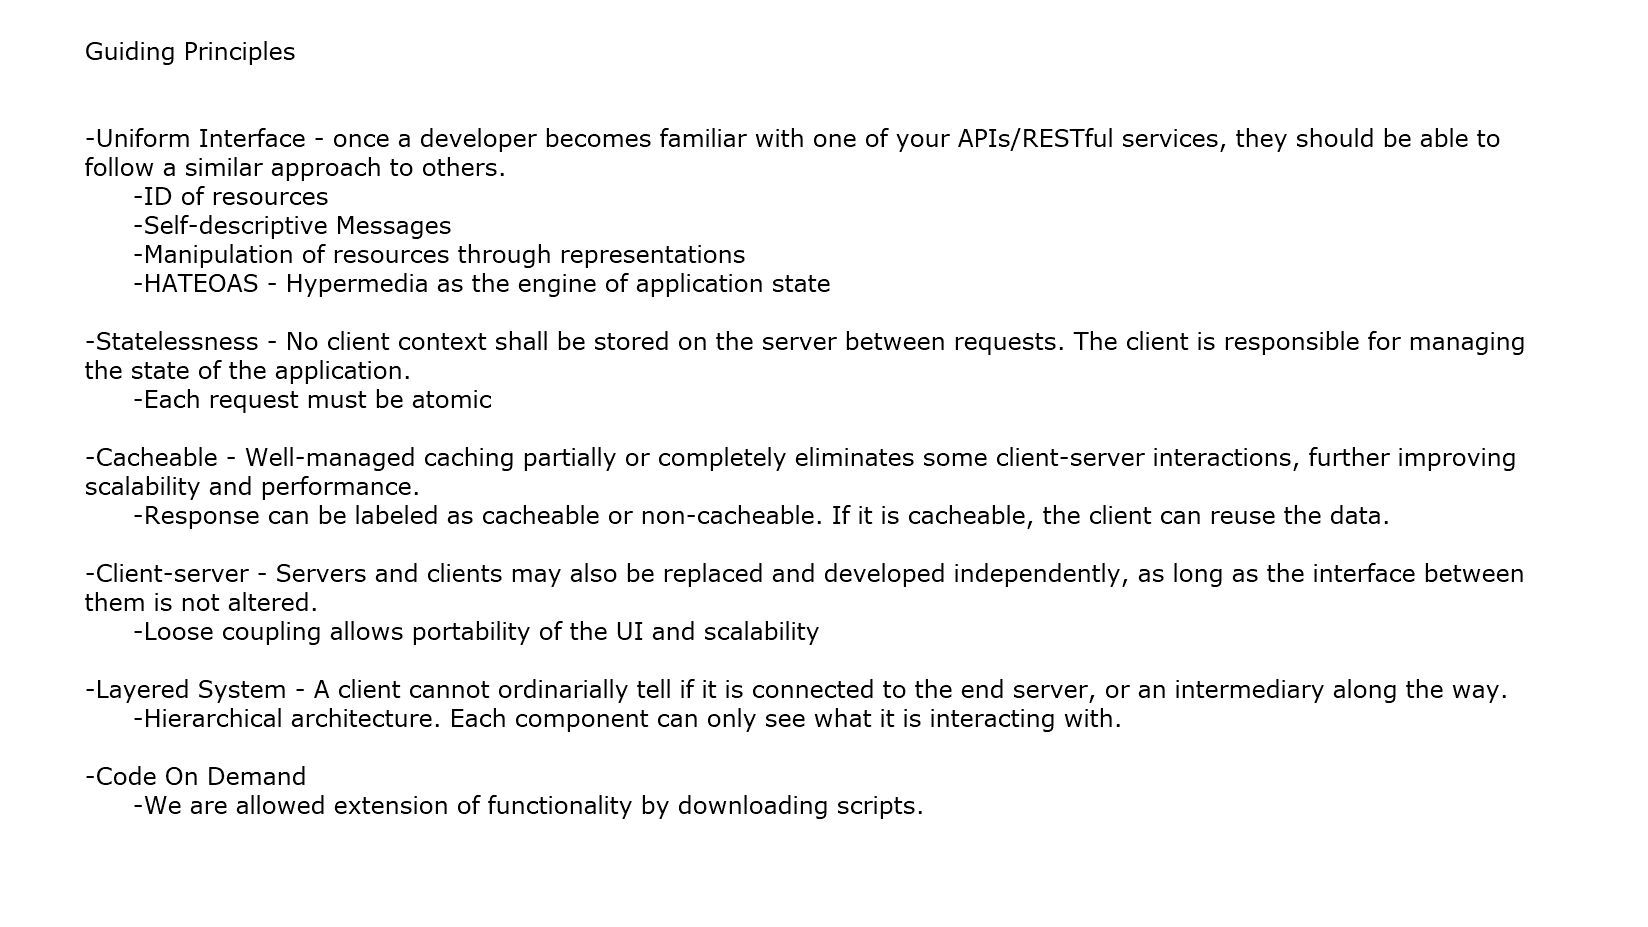 Guiding Principles
-Uniform Interface - once a developer becomes familiar with one of your APIs/RESTful services, they should be able to
follow a similar approach to others.
-ID of resources
-Self-descriptive Messages
-Manipulation of resources through representations
-HATEOAS - Hypermedia as the engine of application state
-Statelessness - No client context shall be stored on the server between requests. The client is responsible for managing
the state of the application.
-Each request must be atomic
-Cacheable - Well-managed caching partially or completely eliminates some client-server interactions, further improving
scalability and performance.
-Response can be labeled as cacheable or non-cacheable. If it is cacheable, the client can reuse the data.
-Client-server - Servers and clients may also be replaced and developed independently, as long as the interface between
them is not altered.
-Loose coupling allows portability of the UI and scalability
-Layered System - A client cannot ordinarially tell if it is connected to the end server, or an intermediary along the way.
-Hierarchical architecture. Each component can only see what it is interacting with.
-Code On Demand
-We are allowed extension of functionality by downloading scripts.